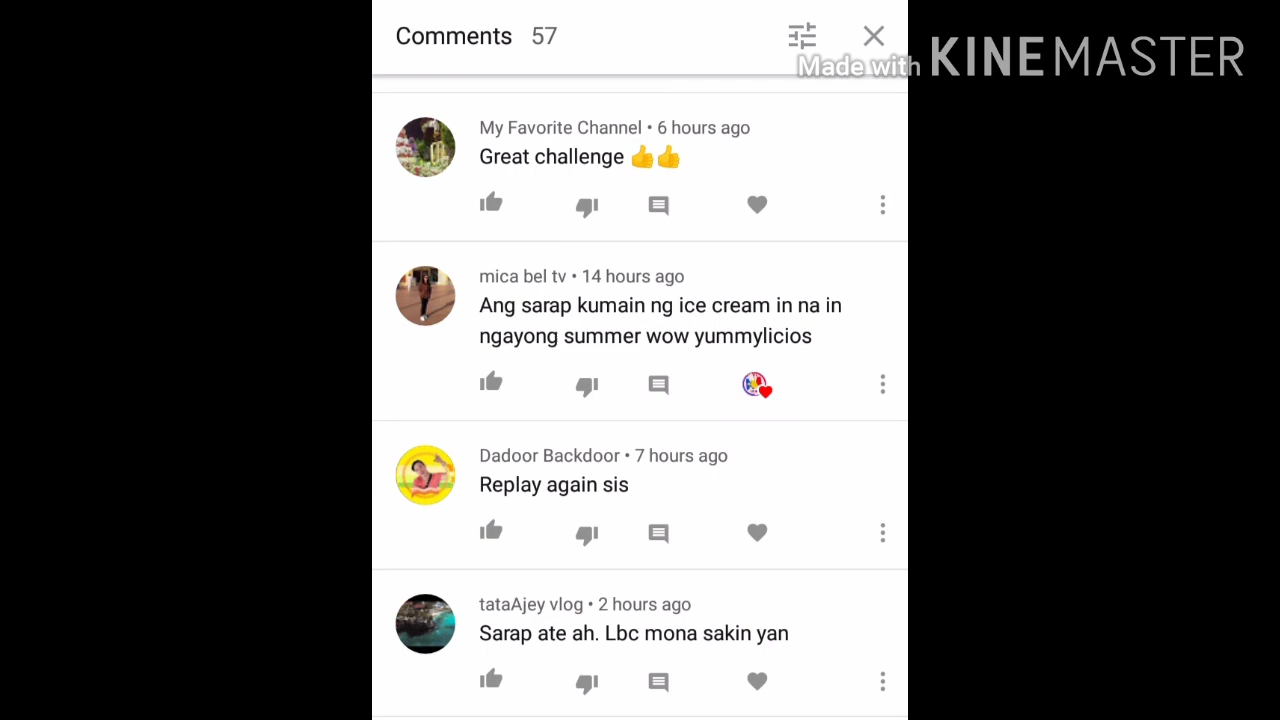 Comments 57
Made with KINEMASTER
My Favorite Channel • 6 hours ago
Great challenge 👍👍
mica bel tv • 14 hours ago
Ang sarap kumain ng ice cream in na in
ngayong summer wow yummylicios
Dadoor Backdoor • 7 hours ago
Replay again sis
tataAjey vlog • 2 hours ago
Sarap ate ah. Lbc mona sakin yan